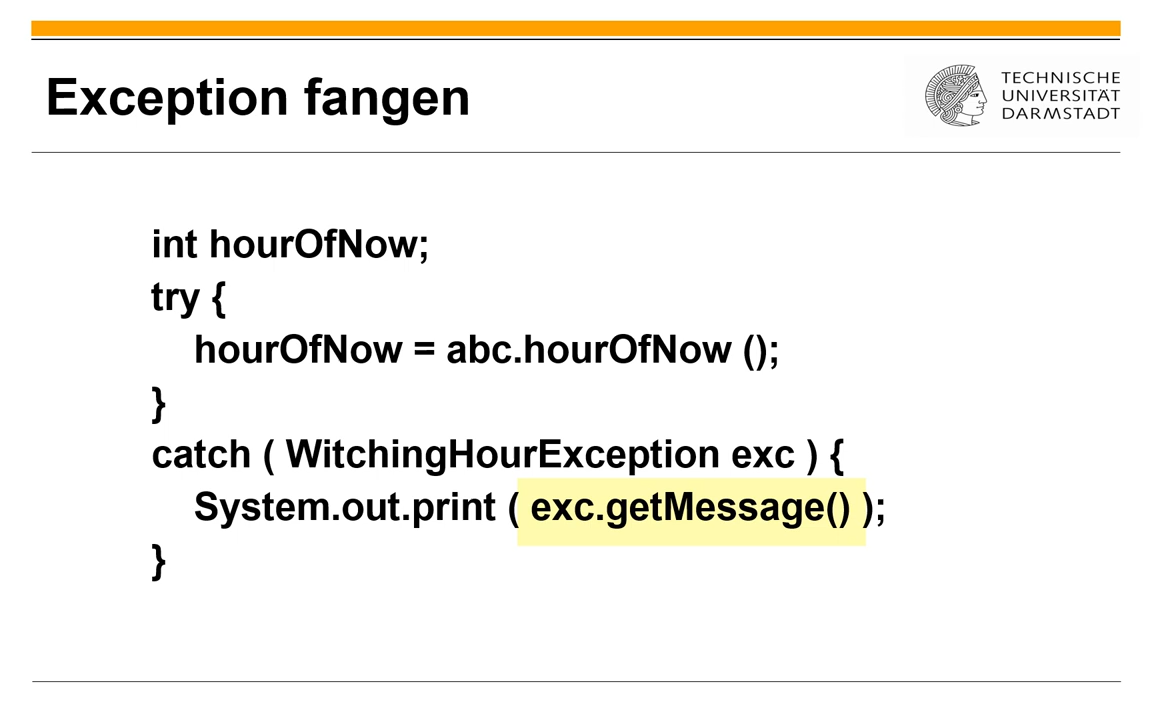 Exception fangen
TECHNISCHE
UNIVERSITÄT
DARMSTADT
int hourOfNow;
try {
hourOfNow = abc.hourOfNow ();
}
catch ( WitchingHourException exc ) {
System.out.print ( exc.getMessage() );
}